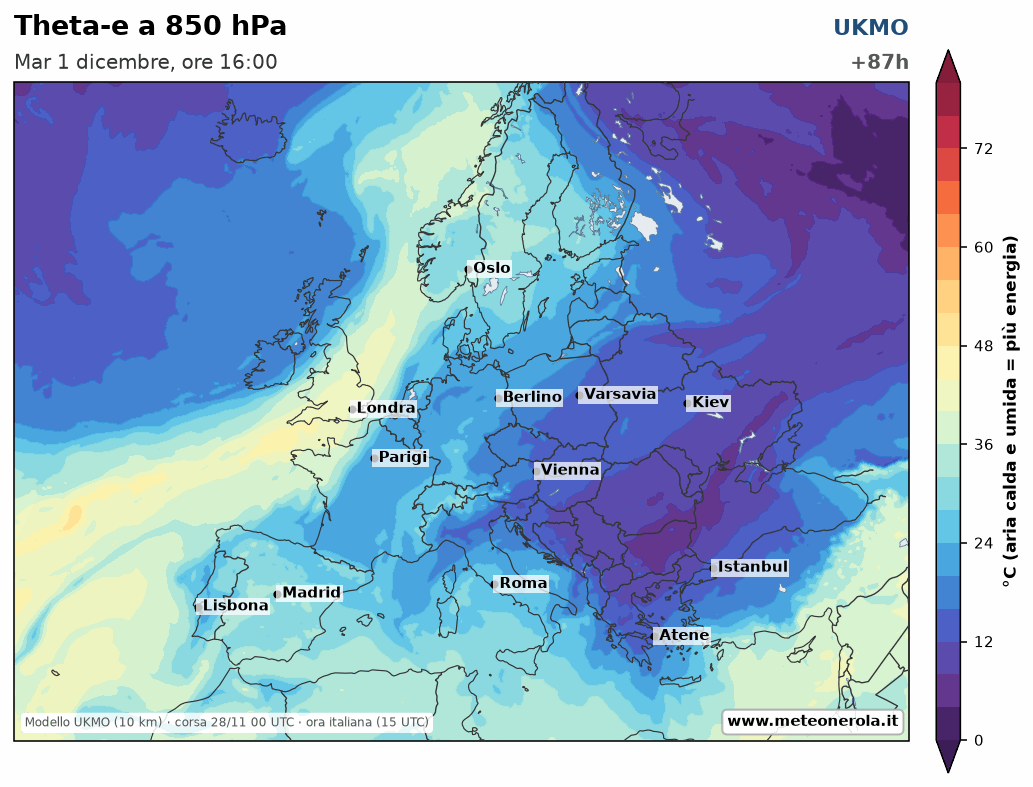 Theta-e a 850 hPa
UKMO
Mar 1 dicembre, ore 16:00
+87h
72
60
48
36
24
12
0
°C (aria calda e umida = più energia)
Oslo
Berlino
Varsavia
Kiev
Londra
Parigi
Vienna
Istanbul
Roma
Madrid
Lisbona
Atene
Modello UKMO (10 km) · corsa 28/11 00 UTC · ora italiana (15 UTC)
www.meteonerola.it